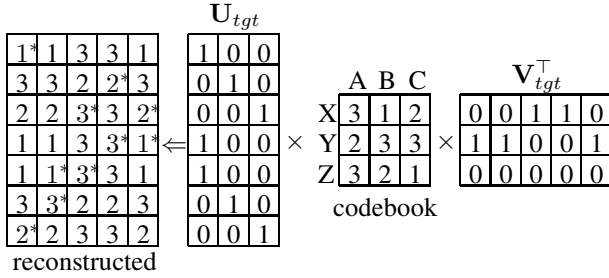 U_tgt
1* 1 3 3 1 1 0 0
3 3 2 2* 3 0 1 0 A B C V_tgt^⊤
2 2 3* 3 2* 0 0 1 X 3 1 2 0 0 1 1 0
1 1 3 3* 1* ⇐ 1 0 0 × Y 2 3 3 × 1 1 0 0 1
1 1* 3* 3 1 1 0 0 Z 3 2 1 0 0 0 0 0
3 3* 2 2 3 0 1 0 codebook
2* 2 3 3 2 0 0 1
reconstructed